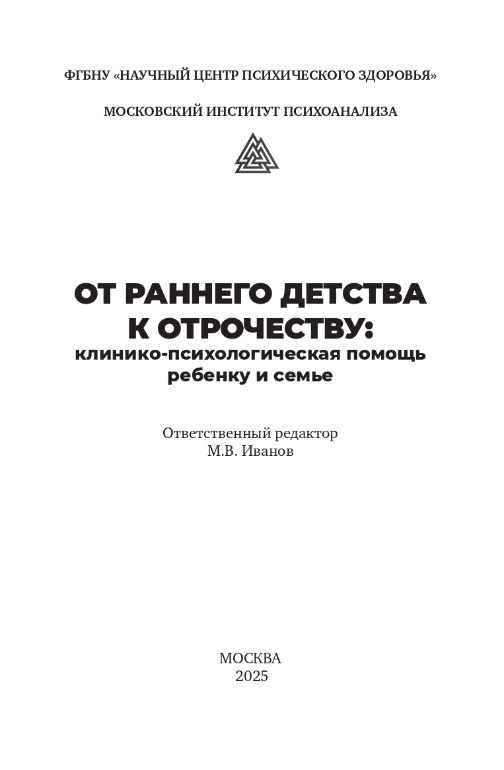 ФГБНУ «НАУЧНЫЙ ЦЕНТР ПСИХИЧЕСКОГО ЗДОРОВЬЯ»
МОСКОВСКИЙ ИНСТИТУТ ПСИХОАНАЛИЗА
ОТ РАННЕГО ДЕТСТВА
К ОТРОЧЕСТВУ:
клинико-психологическая помощь
ребенку и семье
Ответственный редактор
М.В. Иванов
МОСКВА
2025